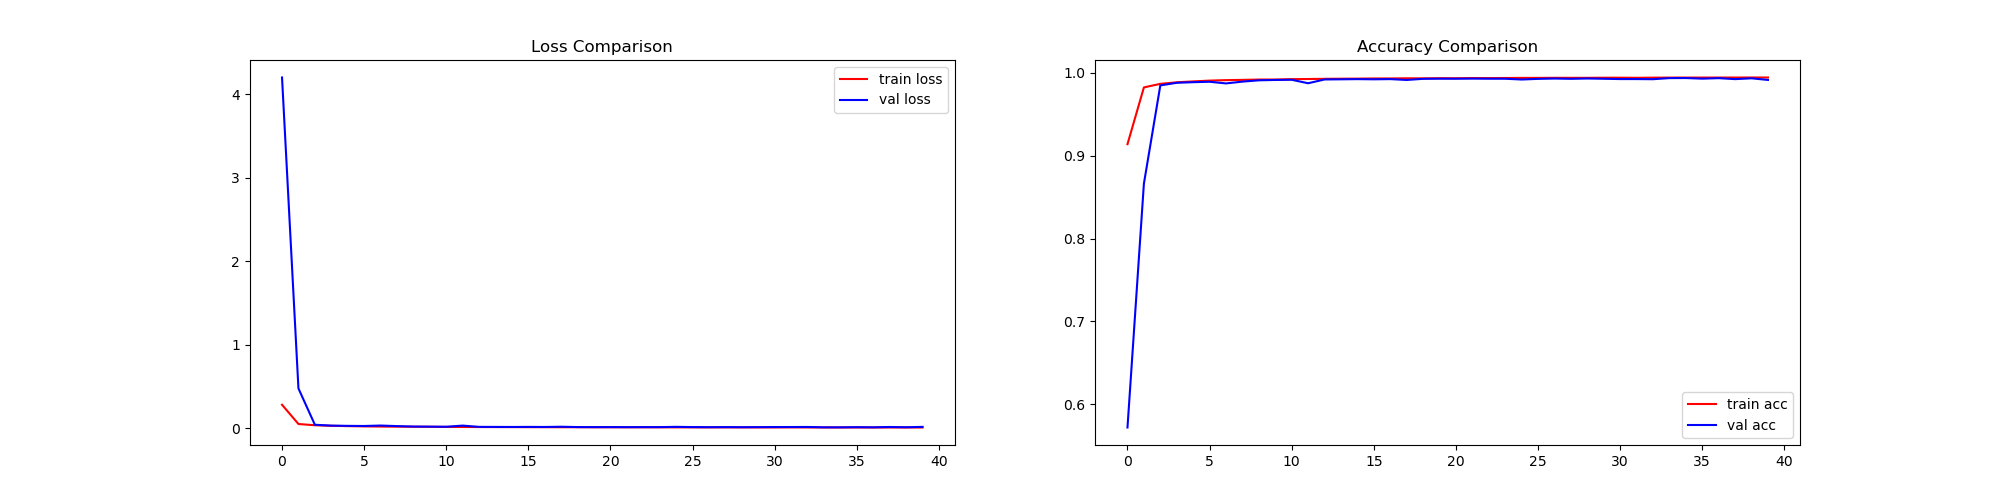 Loss Comparison
train loss
val loss
4
3
2
1
0
0 5 10 15 20 25 30 35 40
Accuracy Comparison
1.0
0.9
0.8
0.7
0.6
train acc
val acc
0 5 10 15 20 25 30 35 40